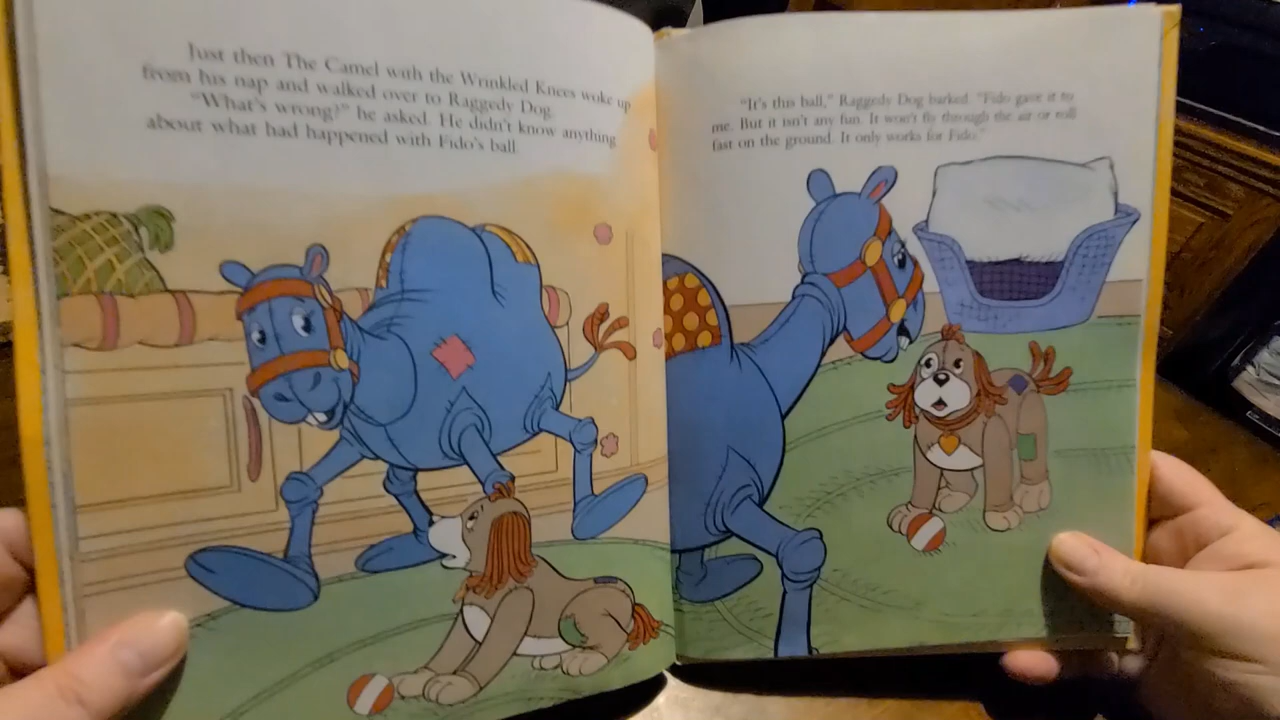 Just then The Camel with the Wrinkled Knees woke up
from his nap and walked over to Raggedy Dog.
"What's wrong?" he asked. He didn't know anything
about what had happened with Fido's ball.
"It's this ball," Raggedy Dog barked. "Fido gave it to
me. But it isn't any fun. It won't fly through the air or roll
fast on the ground. It only works for Fido."